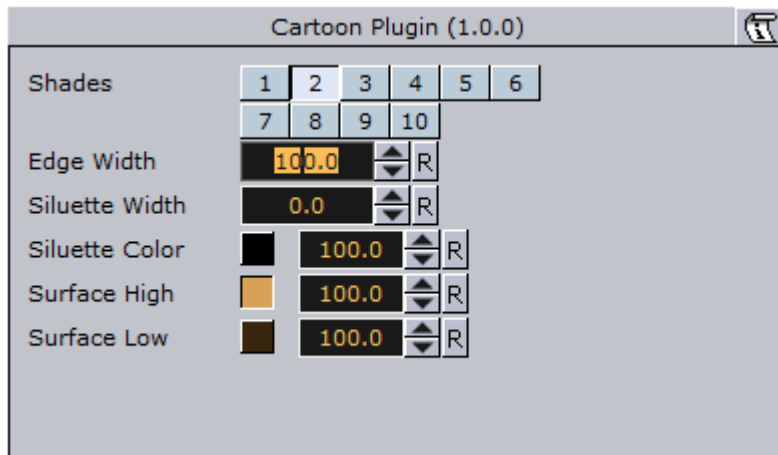 Cartoon Plugin (1.0.0)
Shades 1 2 3 4 5 6
7 8 9 10
Edge Width 100.0 R
Siluette Width 0.0 R
Siluette Color 100.0 R
Surface High 100.0 R
Surface Low 100.0 R